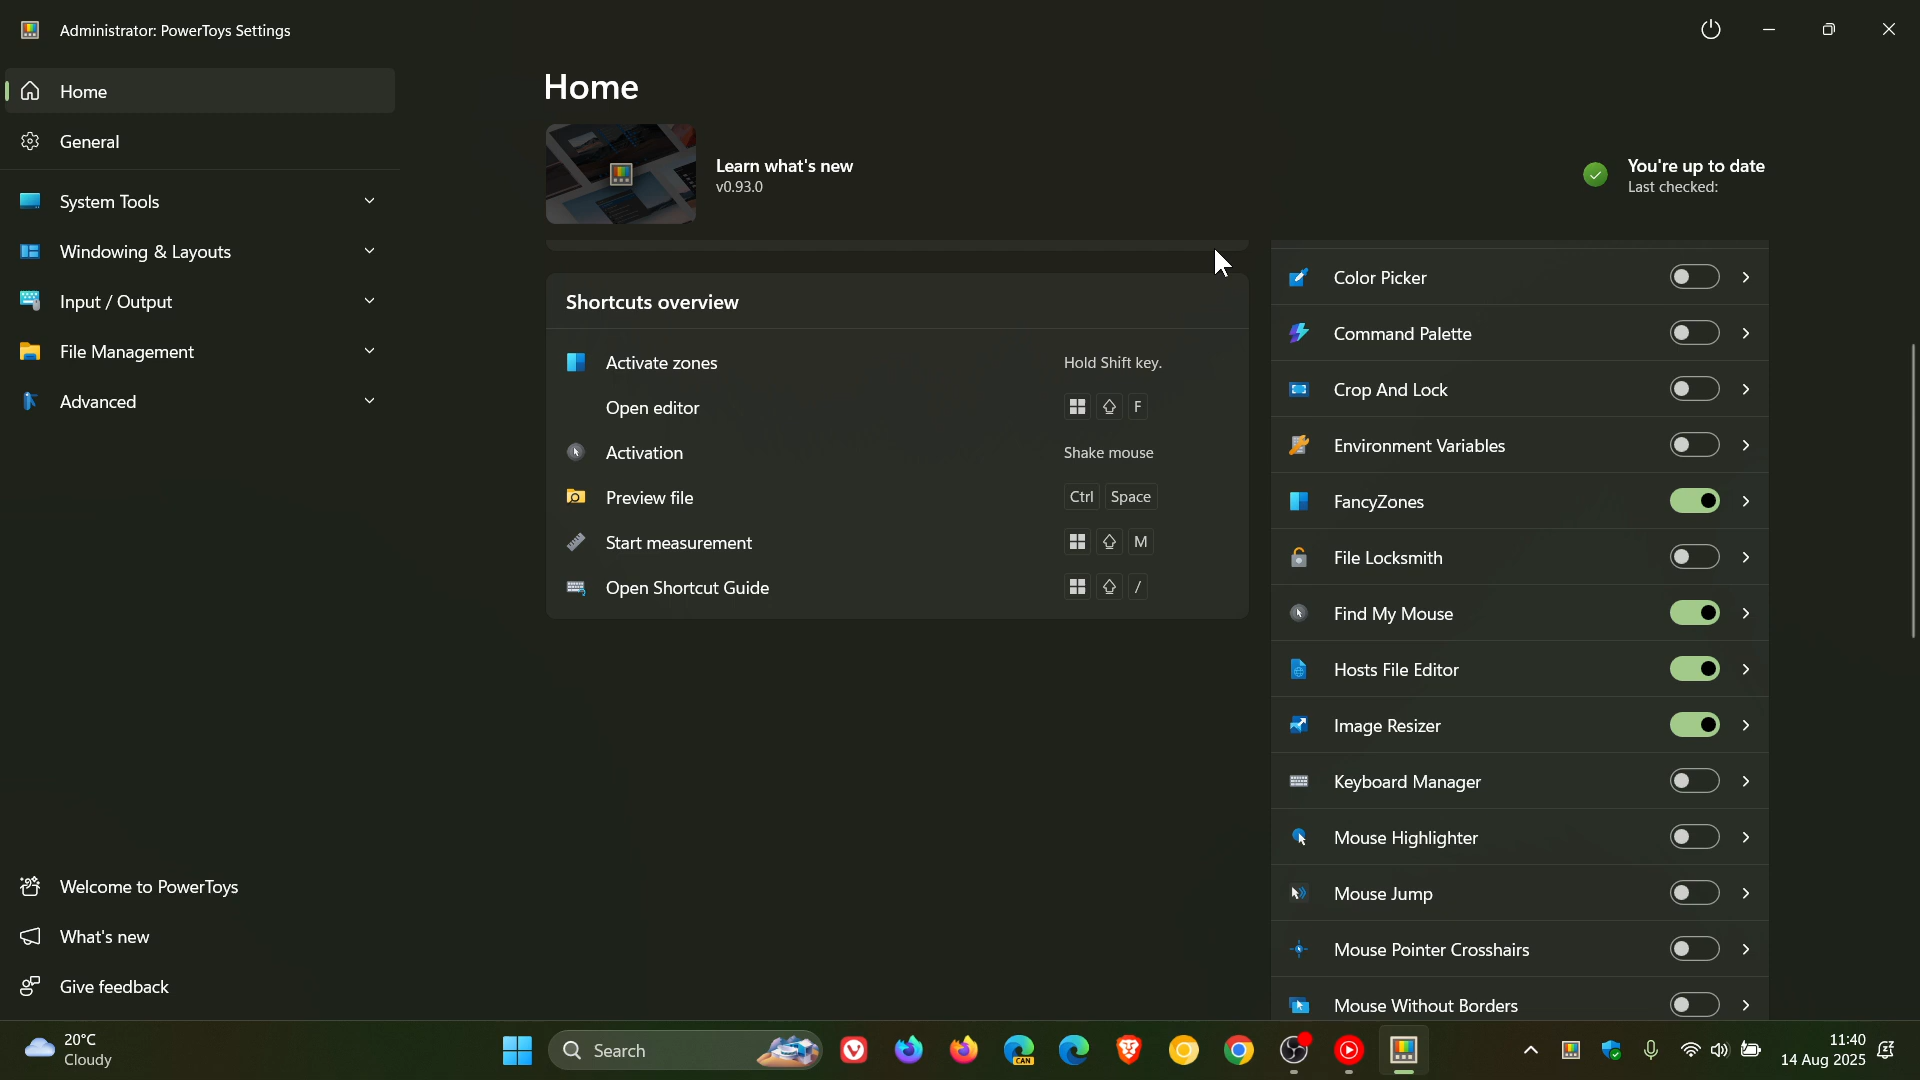 Administrator: PowerToys Settings
Home
General
System Tools
Windowing & Layouts
Input / Output
File Management
Advanced
Welcome to PowerToys
What's new
Give feedback
Home
Learn what's new
v0.93.0
You're up to date
Last checked:
Shortcuts overview
Activate zones
Hold Shift key.
Open editor
F
Activation
Shake mouse
Preview file
Ctrl Space
Start measurement
M
Open Shortcut Guide
/
Color Picker
Command Palette
Crop And Lock
Environment Variables
FancyZones
File Locksmith
Find My Mouse
Hosts File Editor
Image Resizer
Keyboard Manager
Mouse Highlighter
Mouse Jump
Mouse Pointer Crosshairs
Mouse Without Borders
20°C
Cloudy
Search
CAN
11:40
14 Aug 2025